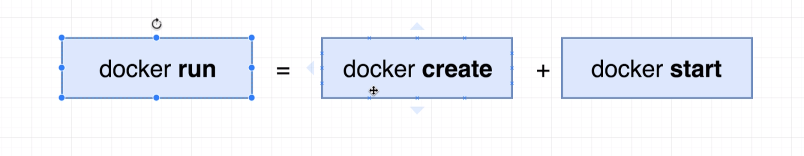 docker run = docker create + docker start